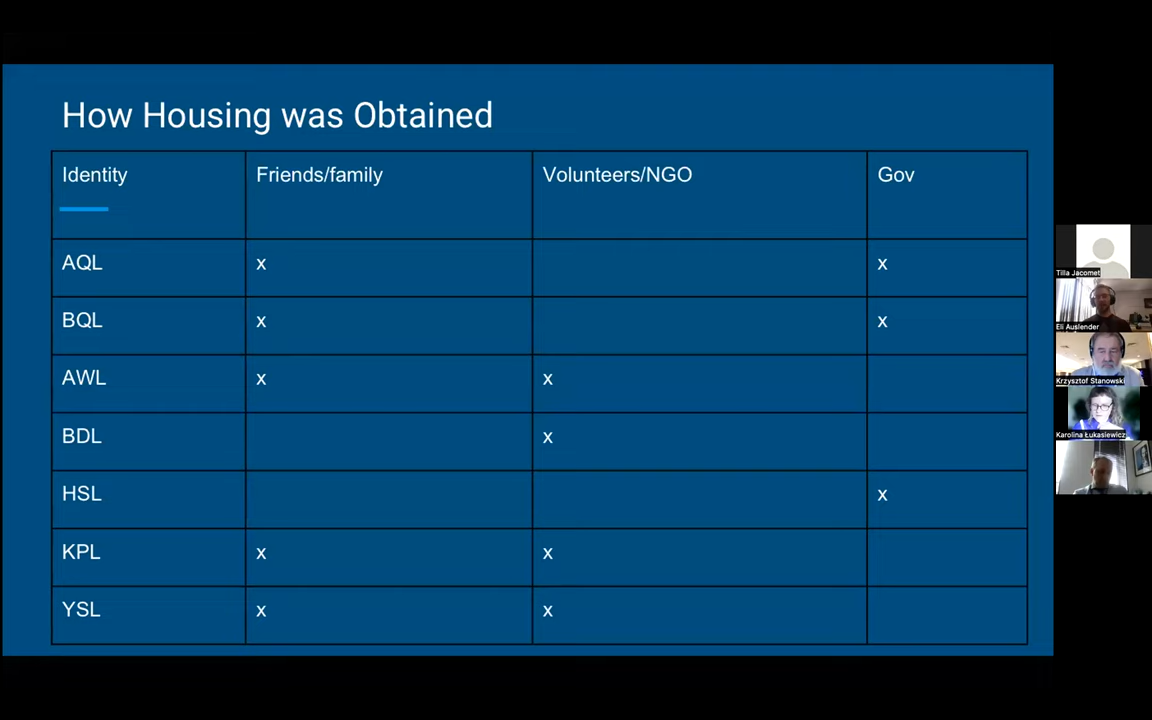 How Housing was Obtained
Identity Friends/family Volunteers/NGO Gov
AQL x x
BQL x x
AWL x x
BDL x
HSL x
KPL x x
YSL x x
Tilla Jacomet
Eli Auslender
Krzysztof Stanowski
Karolina Łukasiewicz